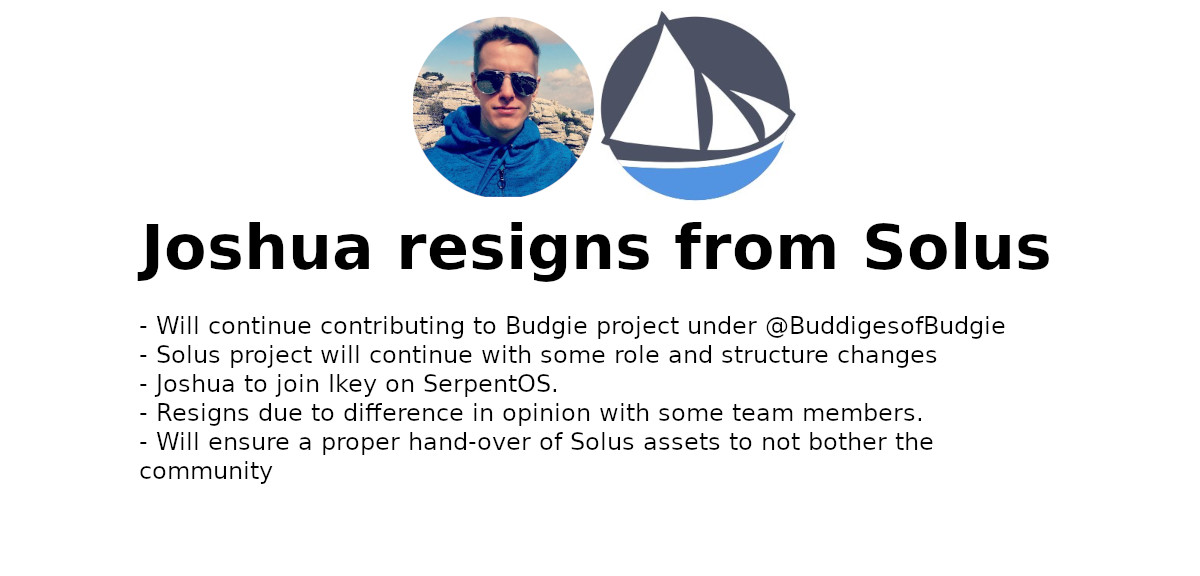 Joshua resigns from Solus
- Will continue contributing to Budgie project under @BuddigesofBudgie
- Solus project will continue with some role and structure changes
- Joshua to join Ikey on SerpentOS.
- Resigns due to difference in opinion with some team members.
- Will ensure a proper hand-over of Solus assets to not bother the
community